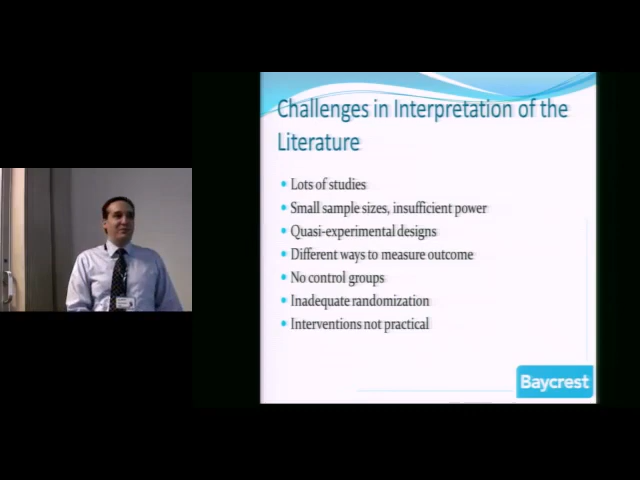 Challenges in Interpretation of the
Literature
• Lots of studies
• Small sample sizes, insufficient power
• Quasi-experimental designs
• Different ways to measure outcome
• No control groups
• Inadequate randomization
• Interventions not practical
Baycrest